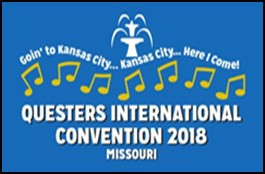 Goin' to Kansas City... Kansas City... Here I Come!
QUESTERS INTERNATIONAL
CONVENTION 2018
MISSOURI